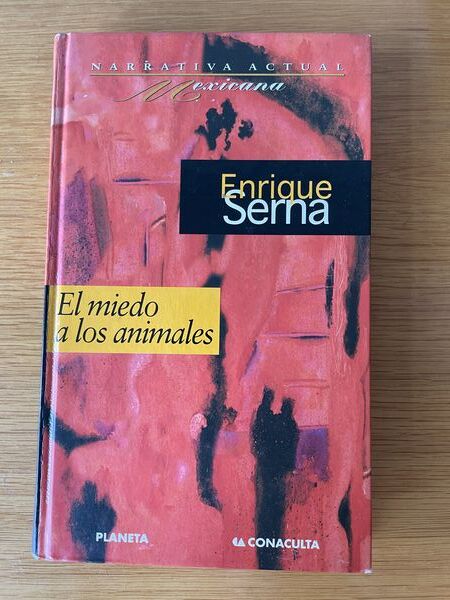 NARRATIVA ACTUAL
Mexicana
Enrique
Serna
El miedo
a los animales
PLANETA
CONACULTA